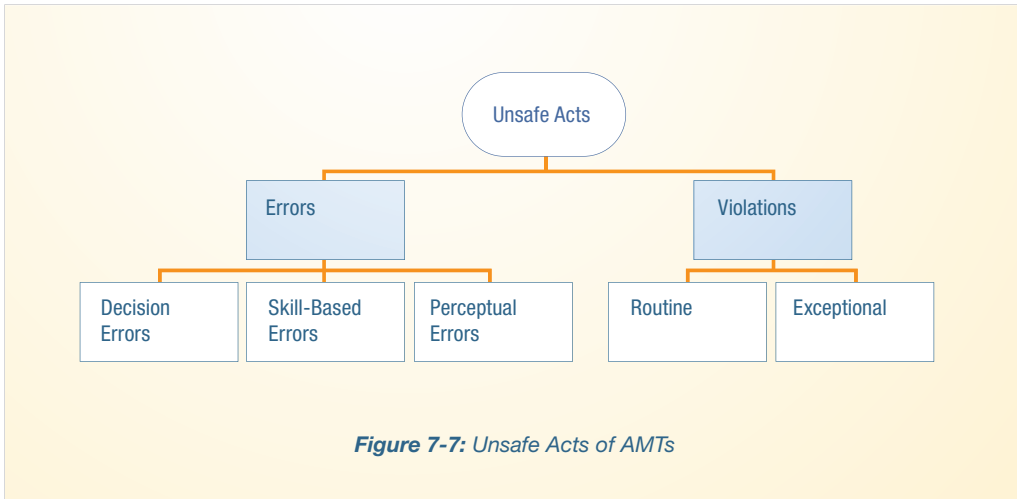 Unsafe Acts
Errors
Violations
Decision
Errors
Skill-Based
Errors
Perceptual
Errors
Routine
Exceptional
Figure 7-7: Unsafe Acts of AMTs